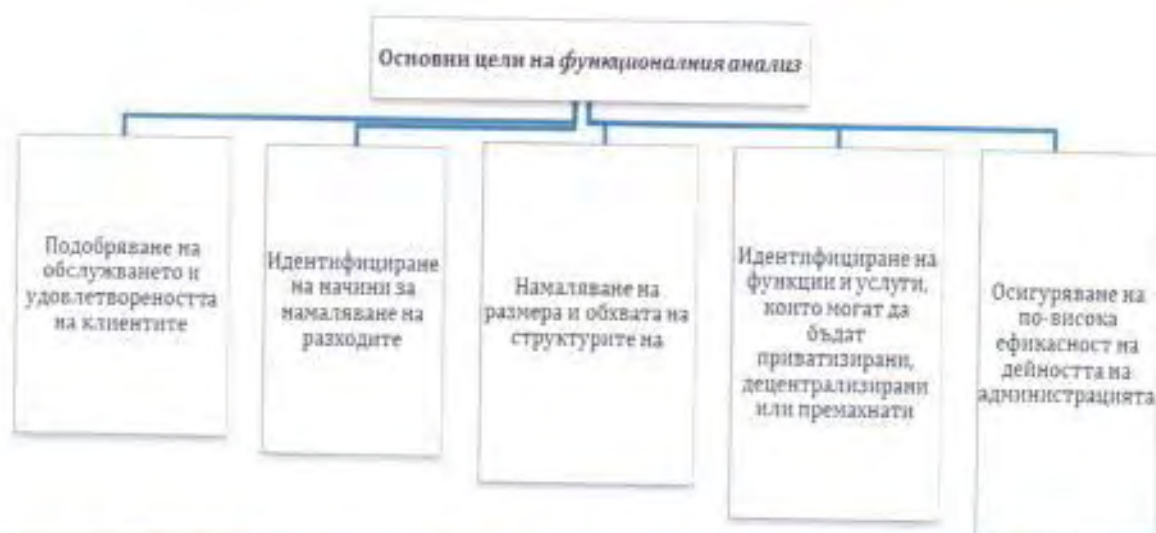 Основни цели на функционалния анализ
Подобряване на
обслужването и
удовлетвореността
на клиентите
Идентифициране
на начини за
намаляване на
разходите
Намаляване на
размера и обхвата на
структурите на
Идентифициране на
функции и услуги,
които могат да
бъдат
приватизирани,
децентрализирани
или премахнати
Осигуряване на
по-висока
ефикасност на
дейността на
администрацията